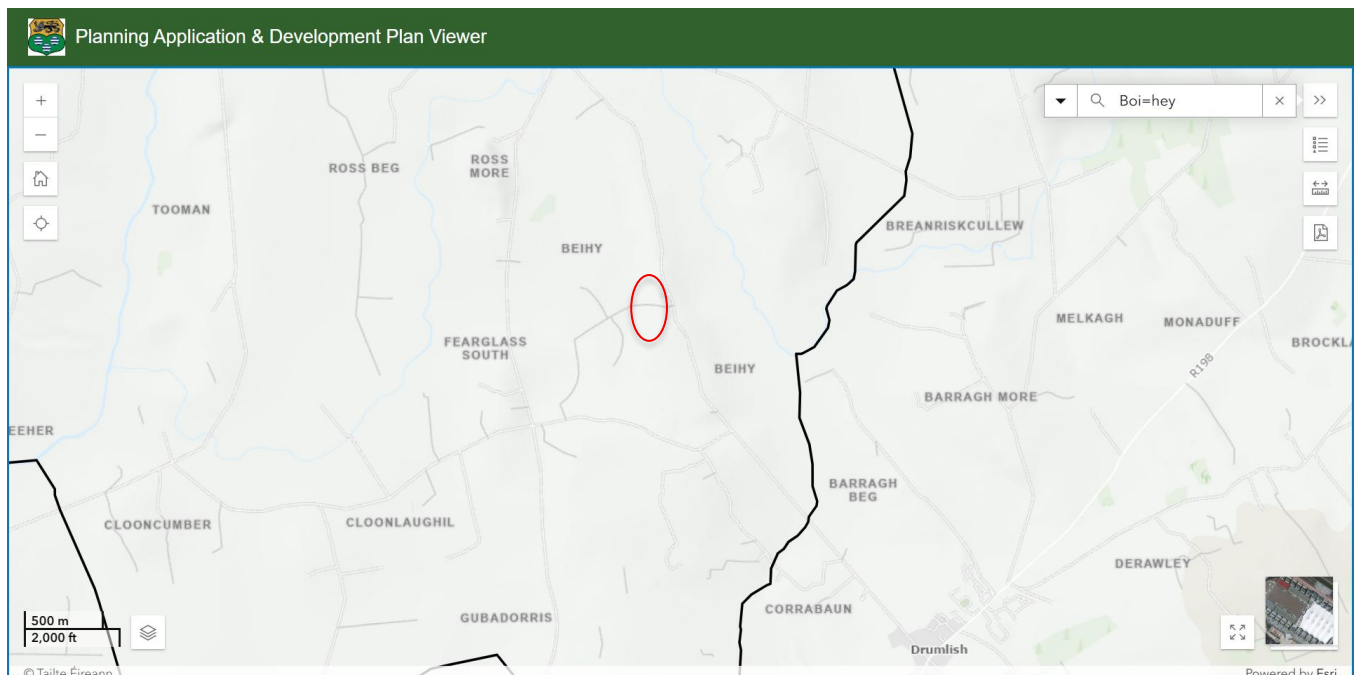 Planning Application & Development Plan Viewer
+
Boi=hey
−
ROSS BEG
ROSS
MORE
TOOMAN
BREANRISKCULLEW
BEIHY
MELKAGH
MONADUFF
FEARGLASS
SOUTH
BROCKLA
R198
BEIHY
BARRAGH MORE
EEHER
BARRAGH
BEG
CLOONCUMBER
CLOONLAUGHIL
DERAWLEY
CORRABAUN
GUBADORRIS
500 m
2,000 ft
Drumlish
© Tailte Éireann
Powered by Esri